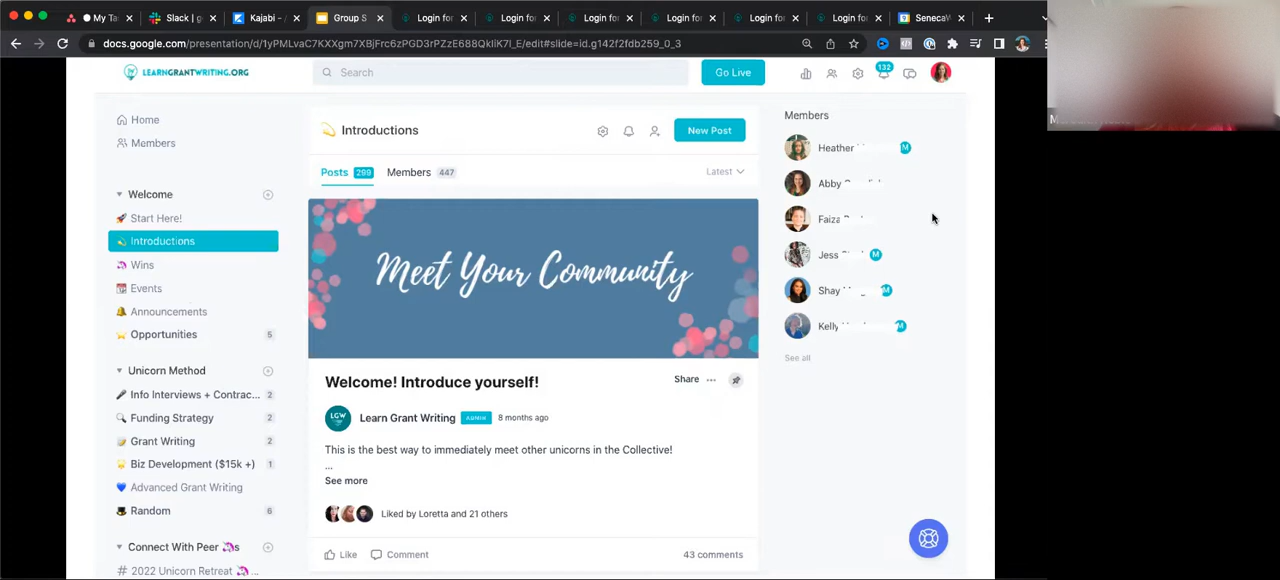 My Ta
Slack | g
Kajabi - /
Group S
Login for
Login for
Login for
Login for
Login for
Login for
SenecaW
docs.google.com/presentation/d/1yPMLvaC7KXXgm7XBjFrc6zPGD3rPZzE688QkliK7I_E/edit#slide=id.g142f2fdb259_0_3
LEARNGRANTWRITING.ORG
Search
Go Live
132
Home
Members
Welcome
Start Here!
Introductions
Wins
Events
Announcements
Opportunities 5
Unicorn Method
Info Interviews + Contrac... 2
Funding Strategy 2
Grant Writing 2
Biz Development ($15k +) 1
Advanced Grant Writing
Random 6
Connect With Peer
# 2022 Unicorn Retreat ...
Introductions
New Post
Posts 299 Members 447
Latest
Meet Your Community
Welcome! Introduce yourself!
Share ...
LGW
Learn Grant Writing ADMIN 8 months ago
This is the best way to immediately meet other unicorns in the Collective!
...
See more
Liked by Loretta and 21 others
Like Comment 43 comments
Members
Heather M
Abby
Faiza
Jess M
Shay M
Kelly M
See all